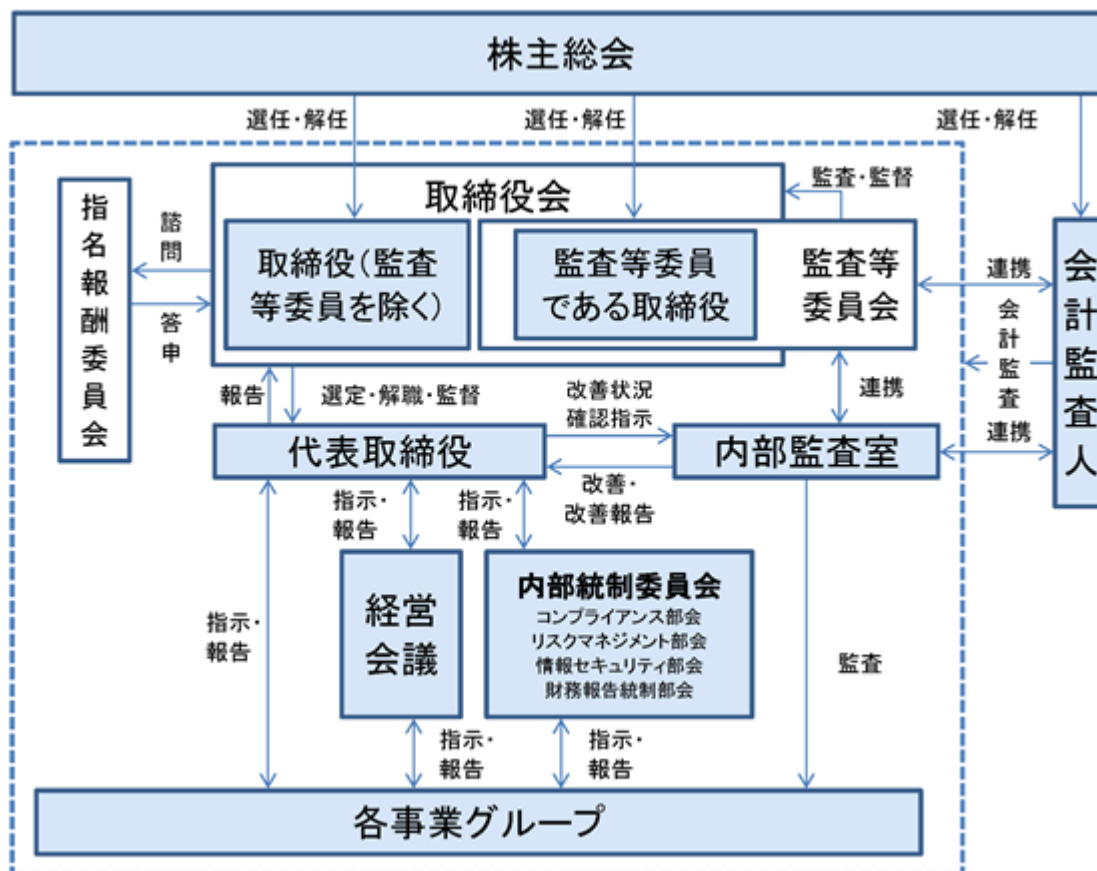 株主総会
選任・解任
選任・解任
選任・解任
指名報酬委員会
諮問
答申
取締役会
監査・監督
取締役(監査
等委員を除く)
監査等委員
である取締役
監査等
委員会
連携
会計監査
連携
会計監査人
報告
選定・解職・監督
改善状況
確認指示
連携
代表取締役
内部監査室
改善・
改善報告
指示・
報告
指示・
報告
指示・
報告
経営
会議
内部統制委員会
コンプライアンス部会
リスクマネジメント部会
情報セキュリティ部会
財務報告統制部会
監査
指示・
報告
指示・
報告
各事業グループ